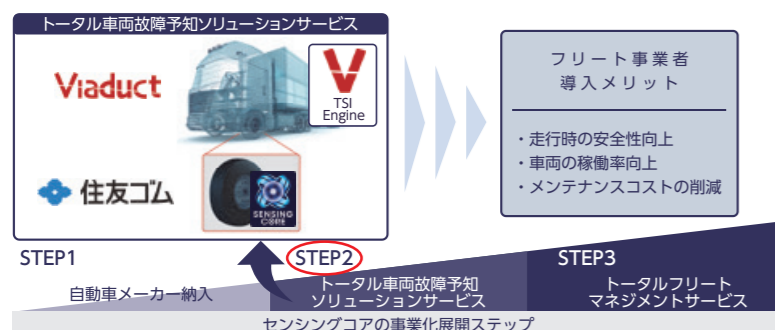 トータル車両故障予知ソリューションサービス
Viaduct
TSI
Engine
住友ゴム
SENSING
CORE
フリート事業者
導入メリット
・走行時の安全性向上
・車両の稼働率向上
・メンテナンスコストの削減
STEP1
自動車メーカー納入
STEP2
トータル車両故障予知
ソリューションサービス
STEP3
トータルフリート
マネジメントサービス
センシングコアの事業化展開ステップ